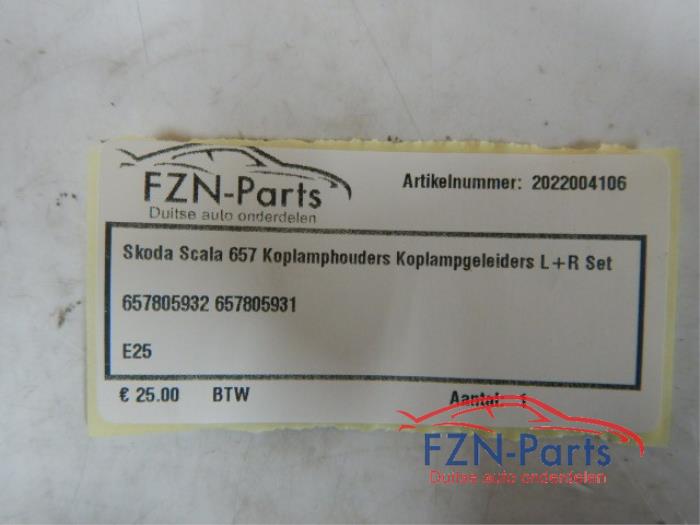 FZN-Parts
Duitse auto onderdelen
Artikelnummer: 2022004106
Skoda Scala 657 Koplamphouders Koplampgeleiders L+R Set
657805932 657805931
E25
€ 25.00 BTW
Aantal: 1
FZN-Parts
Duitse auto onderdelen